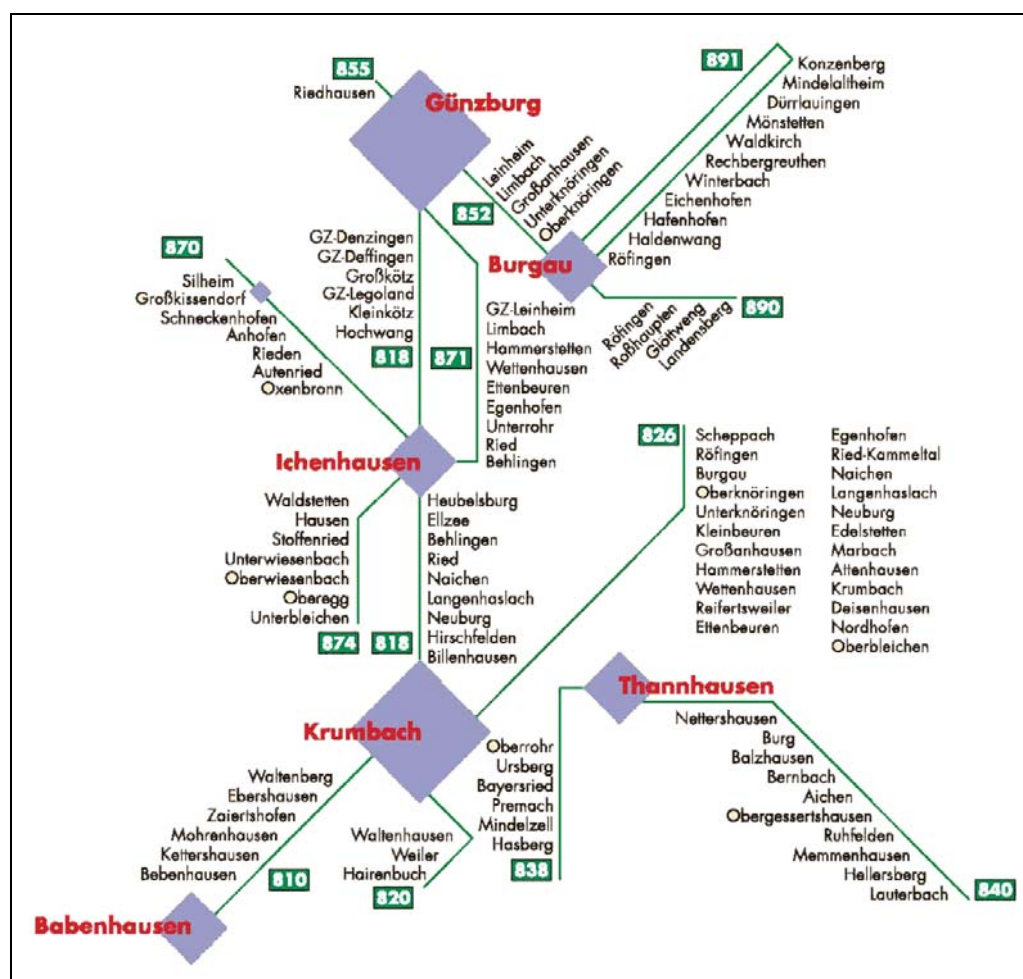 855
Riedhausen
Günzburg
891
Konzenberg
Mindelaltheim
Dürrlauingen
Mönstetten
Waldkirch
Rechbergreuthen
Winterbach
Eichenhofen
Hafenhofen
Haldenwang
Röfingen
Leinheim
Limbach
Großanhausen
Unterknöringen
Oberknöringen
852
Burgau
Röfingen
Roßhaupten
Glöttweng
Landensberg
890
870
Silheim
Großkissendorf
Schneckenhofen
Anhofen
Rieden
Autenried
Oxenbronn
GZ-Denzingen
GZ-Deffingen
Großkötz
GZ-Legoland
Kleinkötz
Hochwang
818
871
GZ-Leinheim
Limbach
Hammerstetten
Wettenhausen
Ettenbeuren
Egenhofen
Unterrohr
Ried
Behlingen
Ichenhausen
Waldstetten
Hausen
Stoffenried
Unterwiesenbach
Oberwiesenbach
Oberegg
Unterbleichen
874
818
Heubelsburg
Ellzee
Behlingen
Ried
Naichen
Langenhaslach
Neuburg
Hirschfelden
Billenhausen
826
Scheppach
Röfingen
Burgau
Oberknöringen
Unterknöringen
Kleinbeuren
Großanhausen
Hammerstetten
Wettenhausen
Reifertsweiler
Ettenbeuren
Egenhofen
Ried-Kammeltal
Naichen
Langenhaslach
Neuburg
Edelstetten
Marbach
Attenhausen
Krumbach
Deisenhausen
Nordhofen
Oberbleichen
Krumbach
Waltenberg
Ebershausen
Zaiertshofen
Mohrenhausen
Kettershausen
Bebenhausen
810
Babenhausen
Waltenhausen
Weiler
Hairenbuch
820
Oberrohr
Ursberg
Bayersried
Premach
Mindelzell
Hasberg
838
Thannhausen
Nettershausen
Burg
Balzhausen
Bernbach
Aichen
Obergessertshausen
Ruhfelden
Memmenhausen
Hellersberg
Lauterbach
840